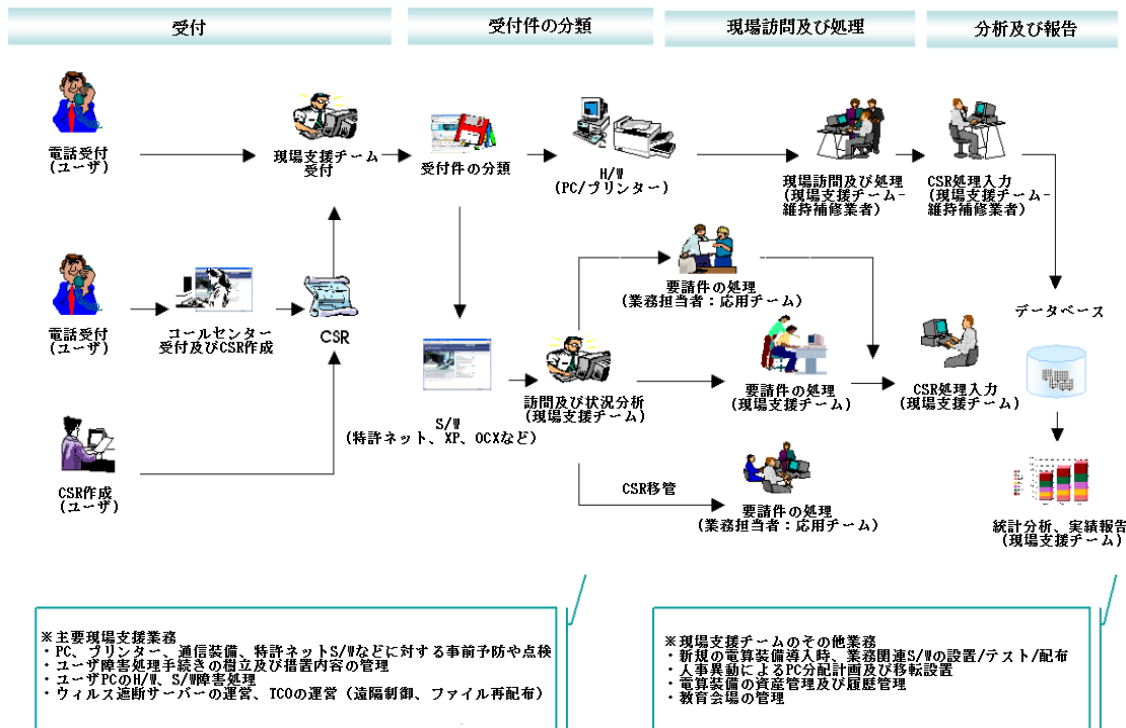 受付
受付件の分類
現場訪問及び処理
分析及び報告
電話受付
(ユーザ)
現場支援チーム
受付
受付件の分類
H/W
(PC/プリンター)
現場訪問及び処理
(現場支援チーム-
維持補修業者)
CSR処理入力
(現場支援チーム-
維持補修業者)
電話受付
(ユーザ)
コールセンター
受付及びCSR作成
CSR
要請件の処理
(業務担当者：応用チーム)
データベース
S/W
(特許ネット、XP、OCXなど)
訪問及び状況分析
(現場支援チーム)
要請件の処理
(現場支援チーム)
CSR処理入力
(現場支援チーム)
CSR作成
(ユーザ)
CSR移管
要請件の処理
(業務担当者：応用チーム)
統計分析、実績報告
(現場支援チーム)
※主要現場支援業務
・PC、プリンター、通信装備、特許ネットS/Wなどに対する事前予防や点検
・ユーザ障害処理手続きの樹立及び措置内容の管理
・ユーザPCのH/W、S/W障害処理
・ウィルス遮断サーバーの運営、TCOの運営（遠隔制御、ファイル再配布）
※現場支援チームのその他業務
・新規の電算装備導入時、業務関連S/Wの設置/テスト/配布
・人事異動によるPC分配計画及び移転設置
・電算装備の資産管理及び履歴管理
・教育会場の管理